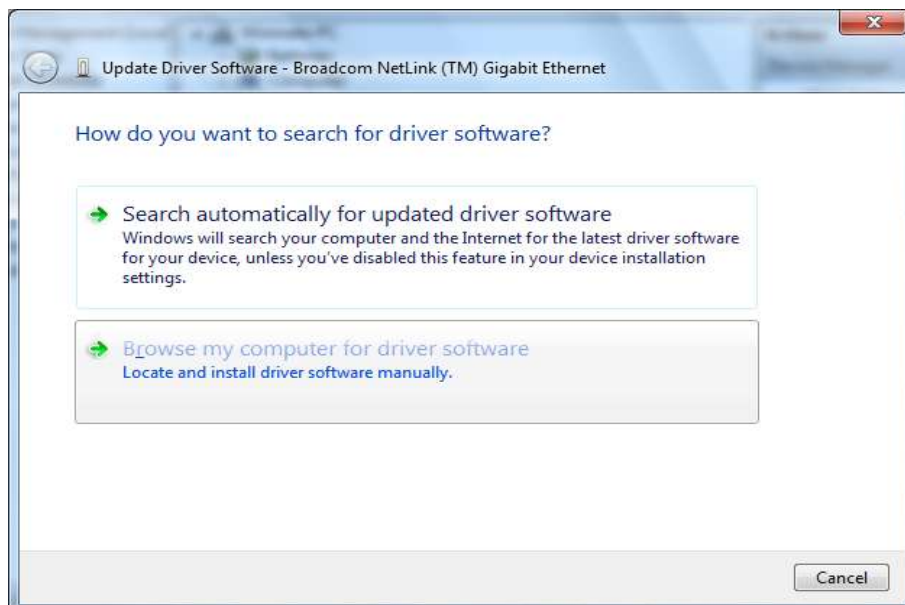 Update Driver Software - Broadcom NetLink (TM) Gigabit Ethernet
How do you want to search for driver software?
Search automatically for updated driver software
Windows will search your computer and the Internet for the latest driver software
for your device, unless you've disabled this feature in your device installation
settings.
Browse my computer for driver software
Locate and install driver software manually.
Cancel